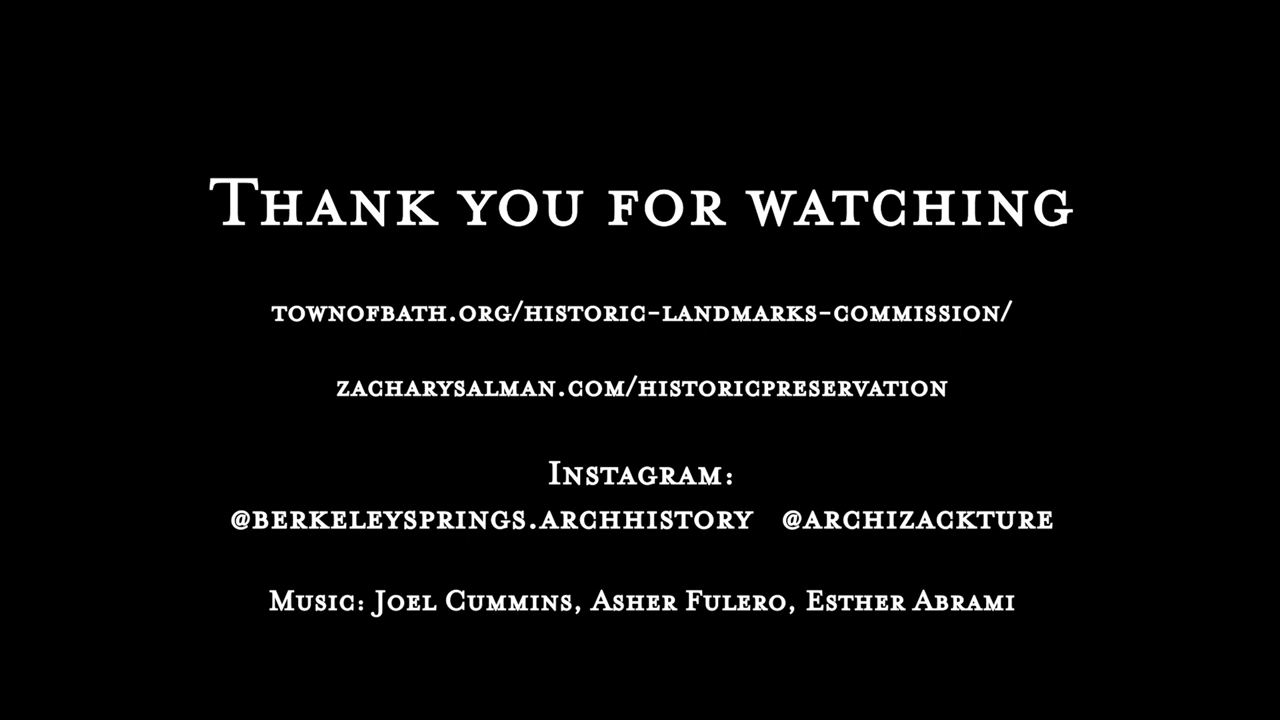 Thank you for watching
townofbath.org/historic-landmarks-commission/
zacharysalman.com/historicpreservation
Instagram:
@berkeleysprings.archhistory @archizackture
Music: Joel Cummins, Asher Fulero, Esther Abrami